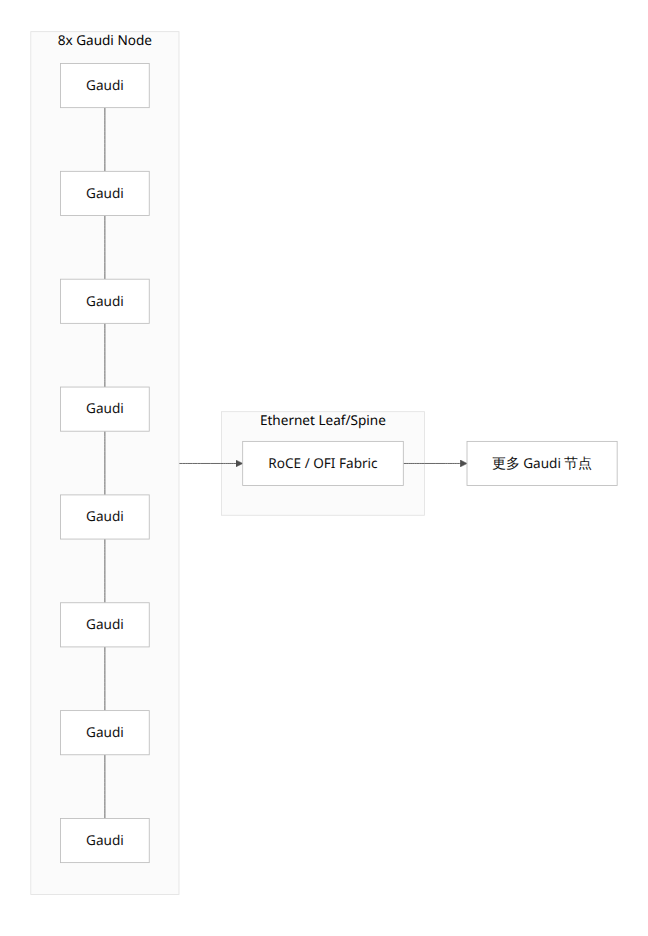 8x Gaudi Node
Gaudi
Gaudi
Gaudi
Gaudi
Gaudi
Gaudi
Gaudi
Gaudi
Ethernet Leaf/Spine
RoCE / OFI Fabric
更多 Gaudi 节点